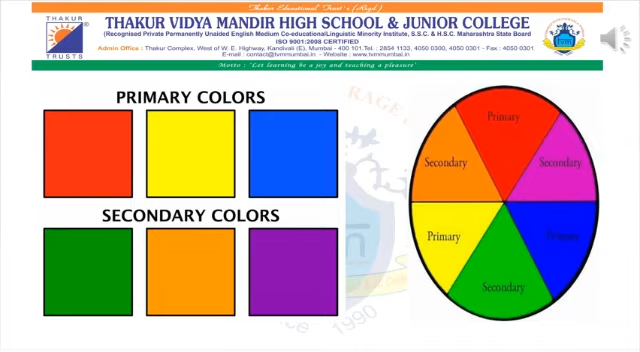 Thakur Educational Trust's (Regd)
THAKUR
TRUSTS
THAKUR VIDYA MANDIR HIGH SCHOOL & JUNIOR COLLEGE
(Recognised Private Permanently Unaided English Medium Co-educational/Linguistic Minority Institute, S.S.C. & H.S.C. Maharashtra State Board
ISO 9001:2008 CERTIFIED
Admin Office : Thakur Complex, West of W. E. Highway, Kandivali (E), Mumbai - 400 101. Tel. : 2854 1133, 4050 0300, 4050 0301 - Fax : 4050 0301
E-mail : contact@tvmmumbai.in - Website : www.tvmmumbai.in
Motto : "Let learning be a joy and teaching a pleasure"
PRIMARY COLORS
SECONDARY COLORS
Primary
Secondary
Secondary
Primary
Primary
Secondary
1990